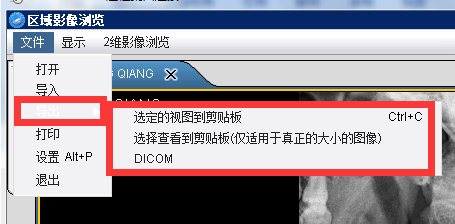 区域影像浏览
文件 显示 2维影像浏览
QIANG
打开
导入
导出
选定的视图到剪贴板 Ctrl+C
选择查看到剪贴板(仅适用于真正的大小的图像)
DICOM
打印
设置 Alt+P
退出